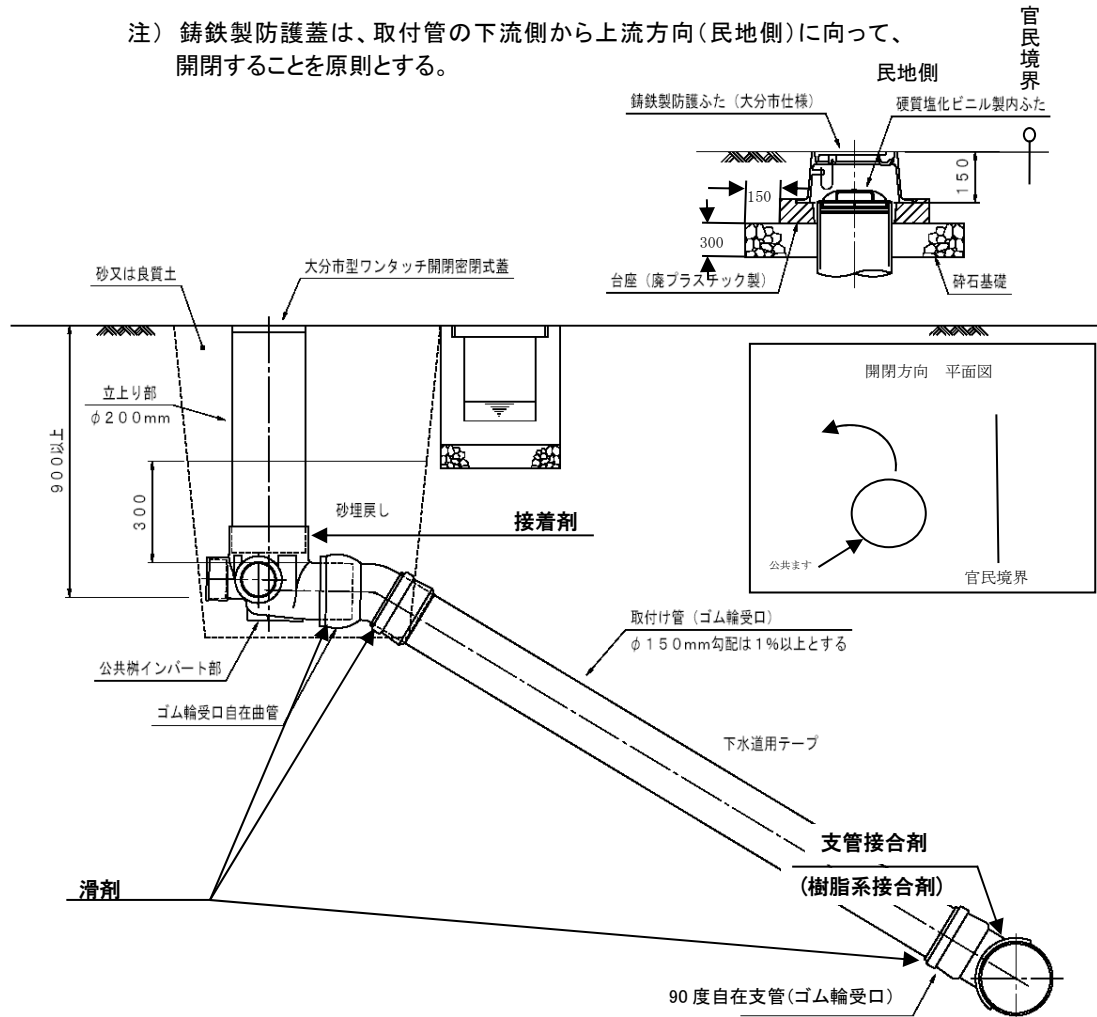 注） 鋳鉄製防護蓋は、取付管の下流側から上流方向（民地側）に向って、
開閉することを原則とする。
官民境界
民地側
鋳鉄製防護ふた（大分市仕様）
硬質塩化ビニル製内ふた
150
150
300
台座（廃プラスチック製）
砕石基礎
砂又は良質土
大分市型ワンタッチ開閉密閉式蓋
開閉方向　平面図
立上り部
φ200mm
900以上
300
砂埋戻し
接着剤
公共ます
官民境界
取付け管（ゴム輪受口）
φ150mm勾配は1%以上とする
公共桝インバート部
ゴム輪受口自在曲管
下水道用テープ
支管接合剤
(樹脂系接合剤)
滑剤
90度自在支管(ゴム輪受口)